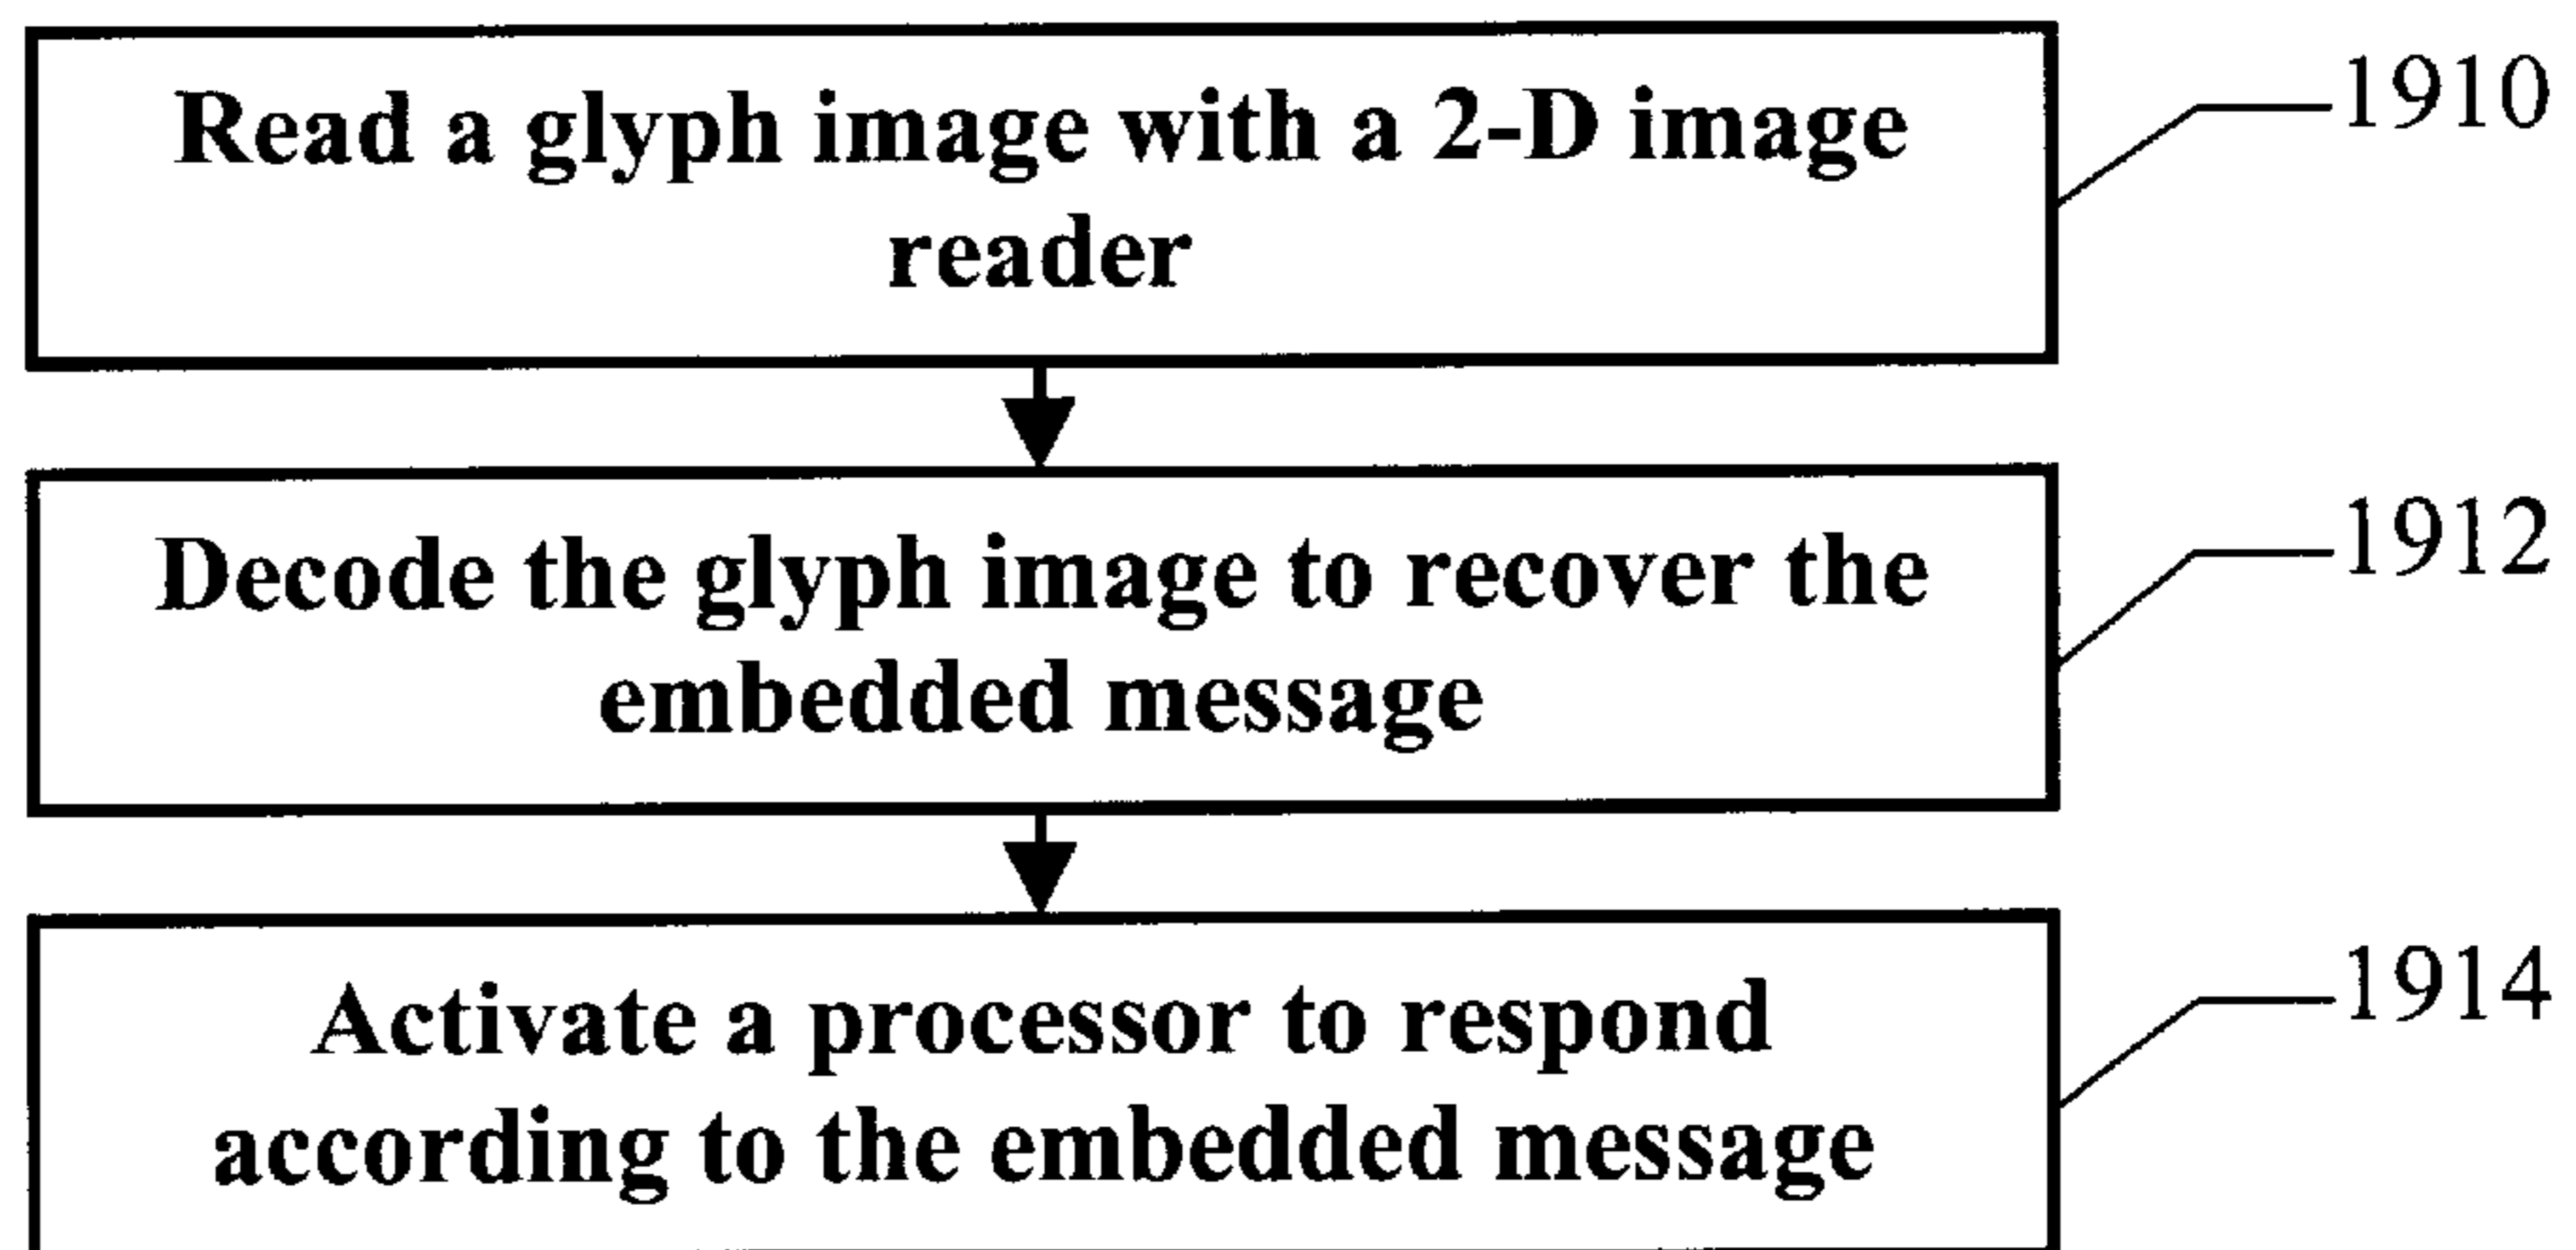 Read a glyph image with a 2-D image
reader
1910
Decode the glyph image to recover the
embedded message
1912
Activate a processor to respond
according to the embedded message
1914